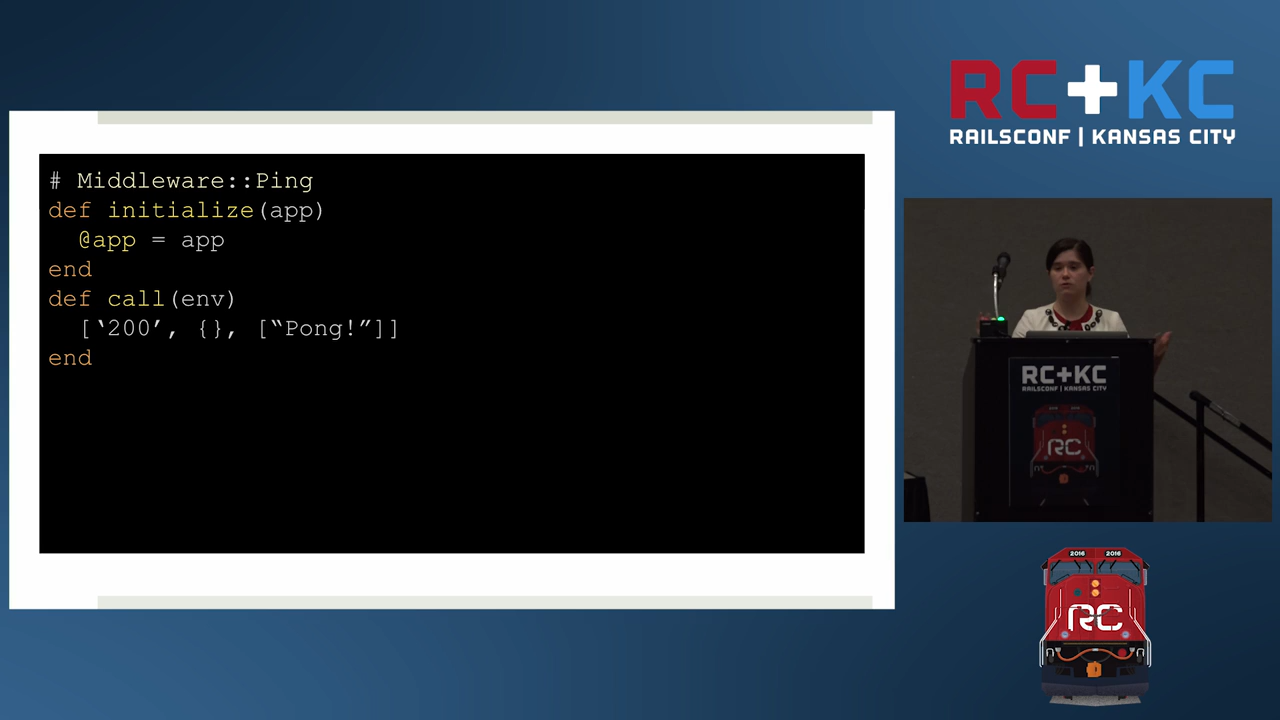 # Middleware::Ping
def initialize(app)
  @app = app
end
def call(env)
  [‘200’, {}, [“Pong!”]]
end
RC+KC
RAILSCONF | KANSAS CITY
RC+KC
RAILSCONF | KANSAS CITY
RC
2016 2016
RC